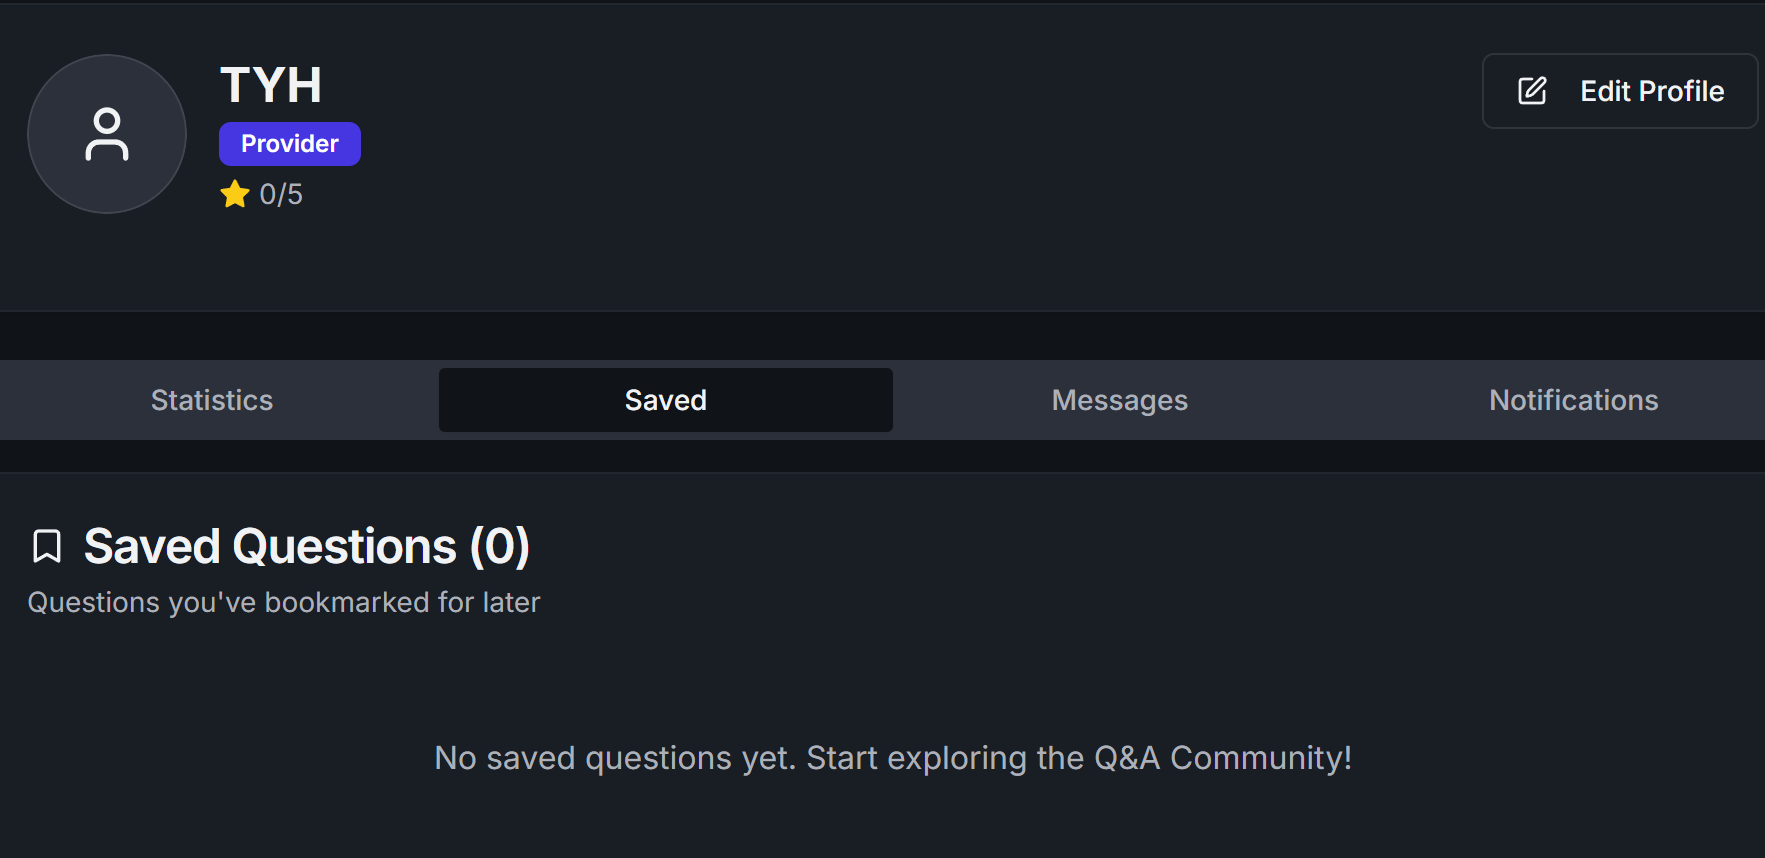 TYH
Edit Profile
Provider
0/5
Statistics
Saved
Messages
Notifications
Saved Questions (0)
Questions you've bookmarked for later
No saved questions yet. Start exploring the Q&A Community!